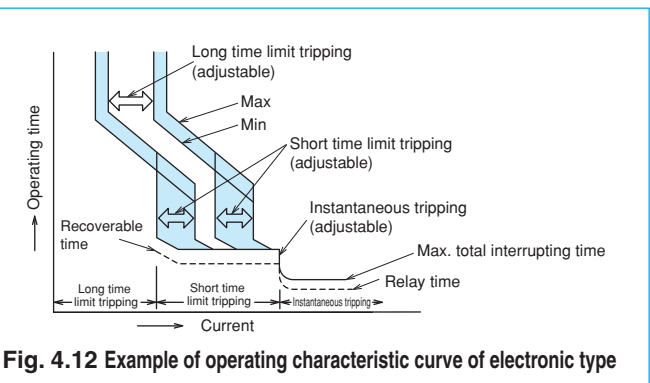 Long time limit tripping
(adjustable)
Max
Min
Short time limit tripping
(adjustable)
Operating time
Instantaneous tripping
(adjustable)
Recoverable
time
Max. total interrupting time
Relay time
Long time
limit tripping
Short time
limit tripping
Instantaneous tripping
Current
Fig. 4.12 Example of operating characteristic curve of electronic type